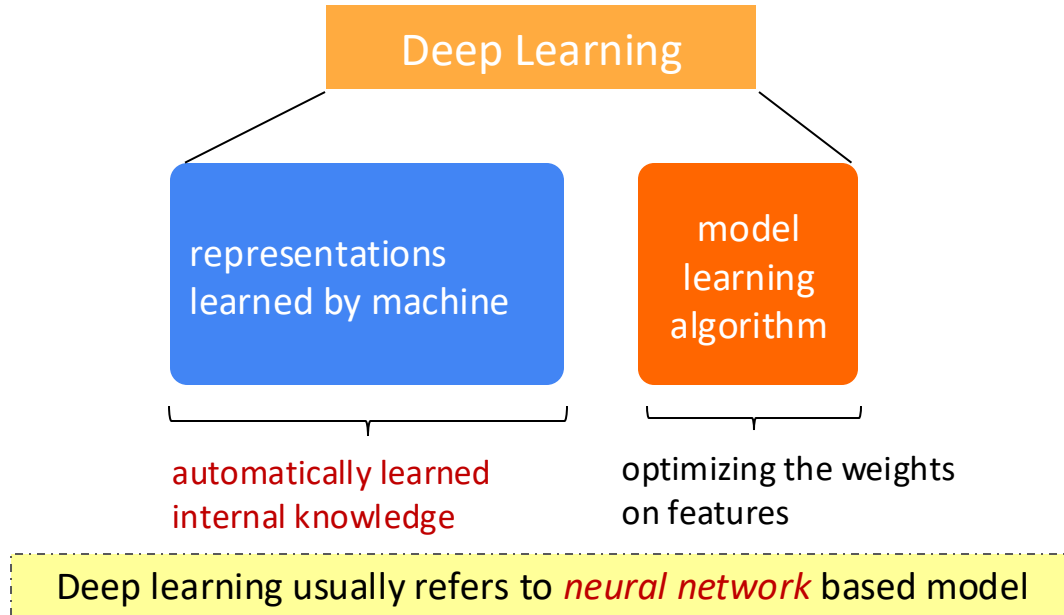 Deep Learning
representations
learned by machine
model
learning
algorithm
automatically learned
internal knowledge
optimizing the weights
on features
Deep learning usually refers to neural network based model